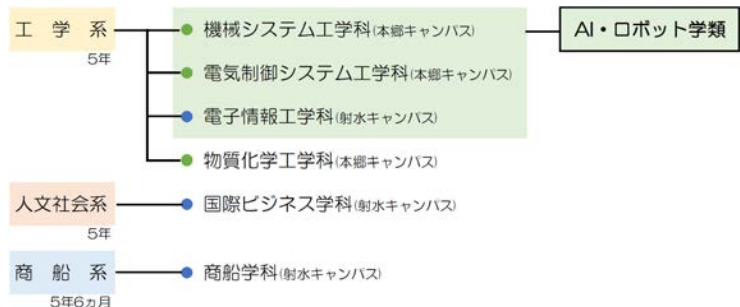 工学系
5年
機械システム工学科(本郷キャンパス)
AI・ロボット学類
電気制御システム工学科(本郷キャンパス)
電子情報工学科(射水キャンパス)
物質化学工学科(本郷キャンパス)
人文社会系
5年
国際ビジネス学科(射水キャンパス)
商船系
5年6ヵ月
商船学科(射水キャンパス)